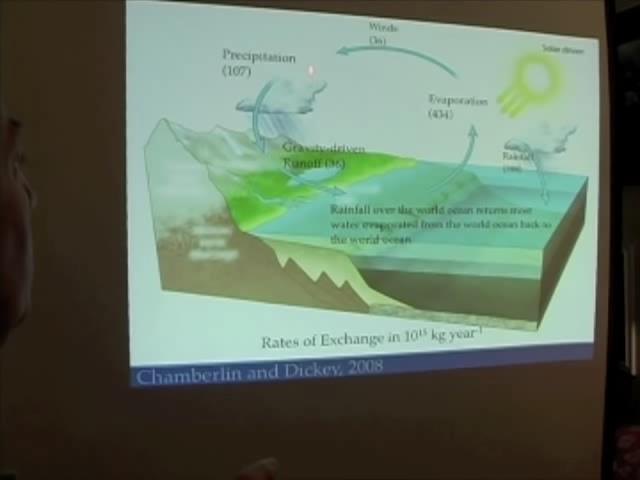 Winds
(36)
Solar driven
Precipitation
(107)
Evaporation
(434)
Gravity-driven
Runoff (36)
Rainfall
Rainfall over the world ocean returns most
water evaporated from the world ocean back to
the world ocean
Rates of Exchange in 10¹⁵ kg year⁻¹
Chamberlin and Dickey, 2008